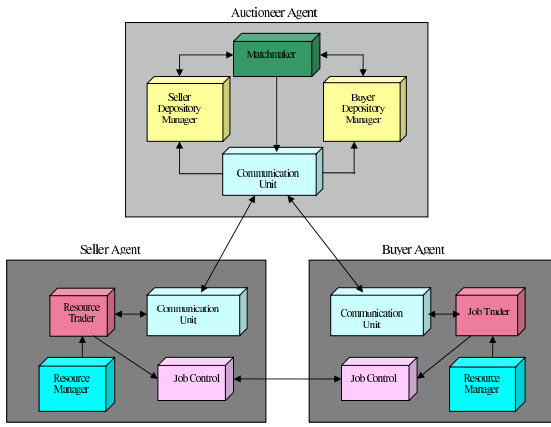 Auctioneer Agent
Matchmaker
Seller
Depository
Manager
Buyer
Depository
Manager
Communication
Unit
Seller Agent
Resource
Trader
Communication
Unit
Resource
Manager
Job Control
Buyer Agent
Communication
Unit
Job Trader
Job Control
Resource
Manager